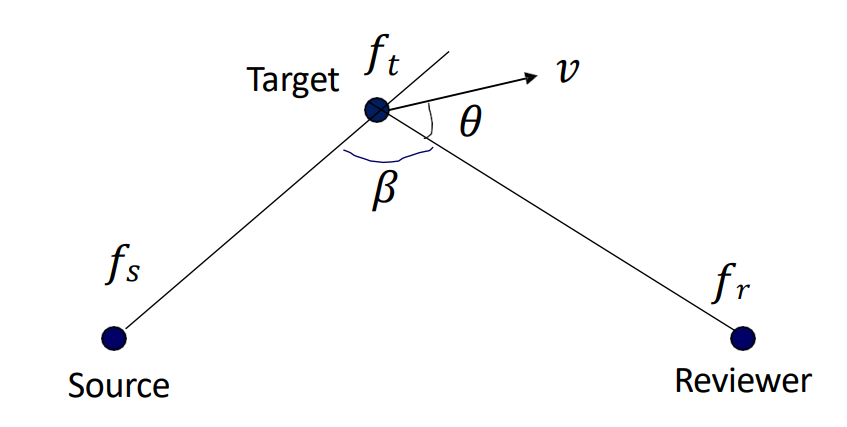 Target
f_t
v
θ
β
f_s
f_r
Source
Reviewer